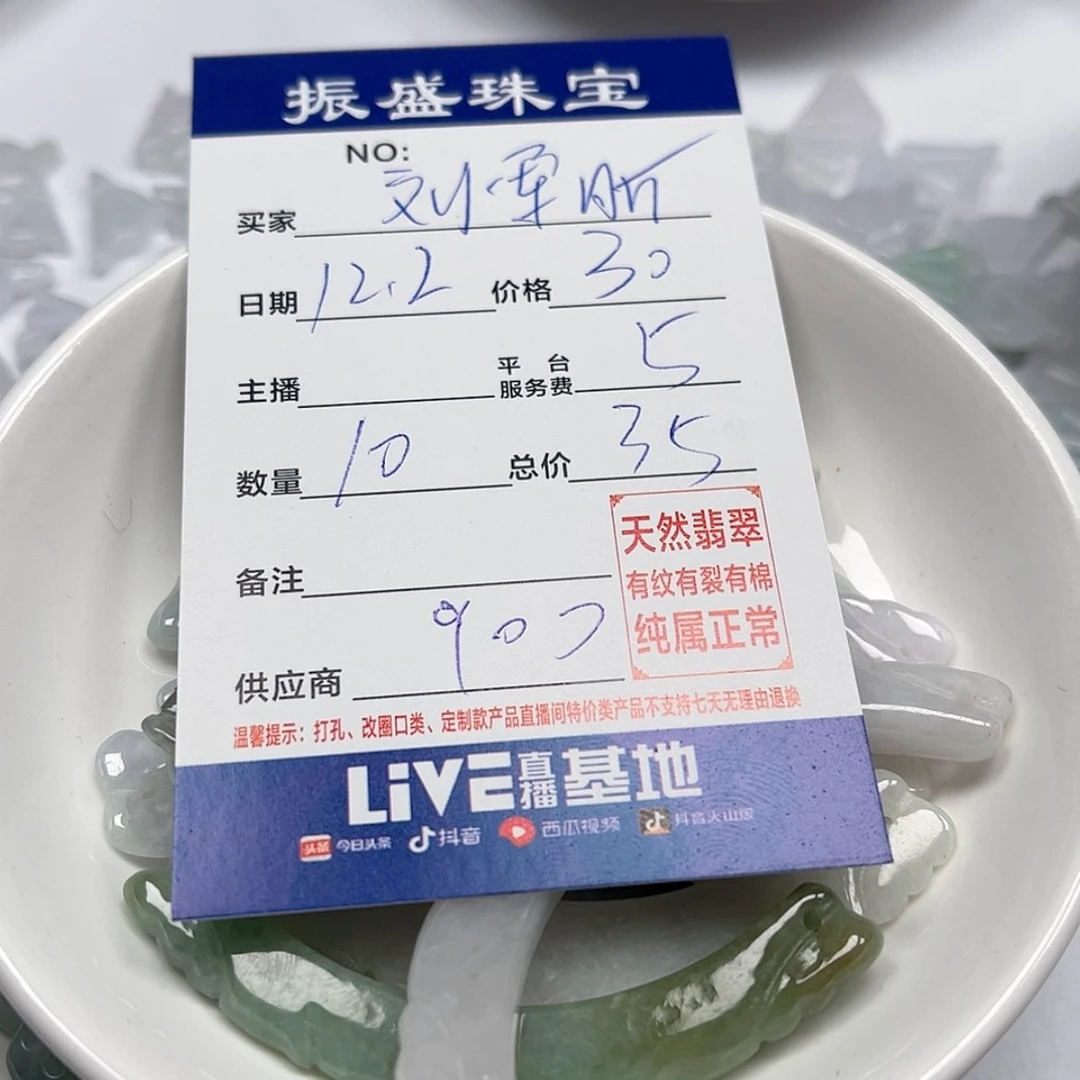 振盛珠宝
NO:
买家 刘覃昕
日期 12.2 价格 30
主播 平台服务费 5
数量 10 总价 35
天然翡翠
有纹有裂有棉
纯属正常
备注
供应商 907
温馨提示：打孔、改圈口类、定制款产品直播间特价类产品不支持七天无理由退换
LiVE直播基地
头条 今日头条 抖音 西瓜视频 抖音火山版